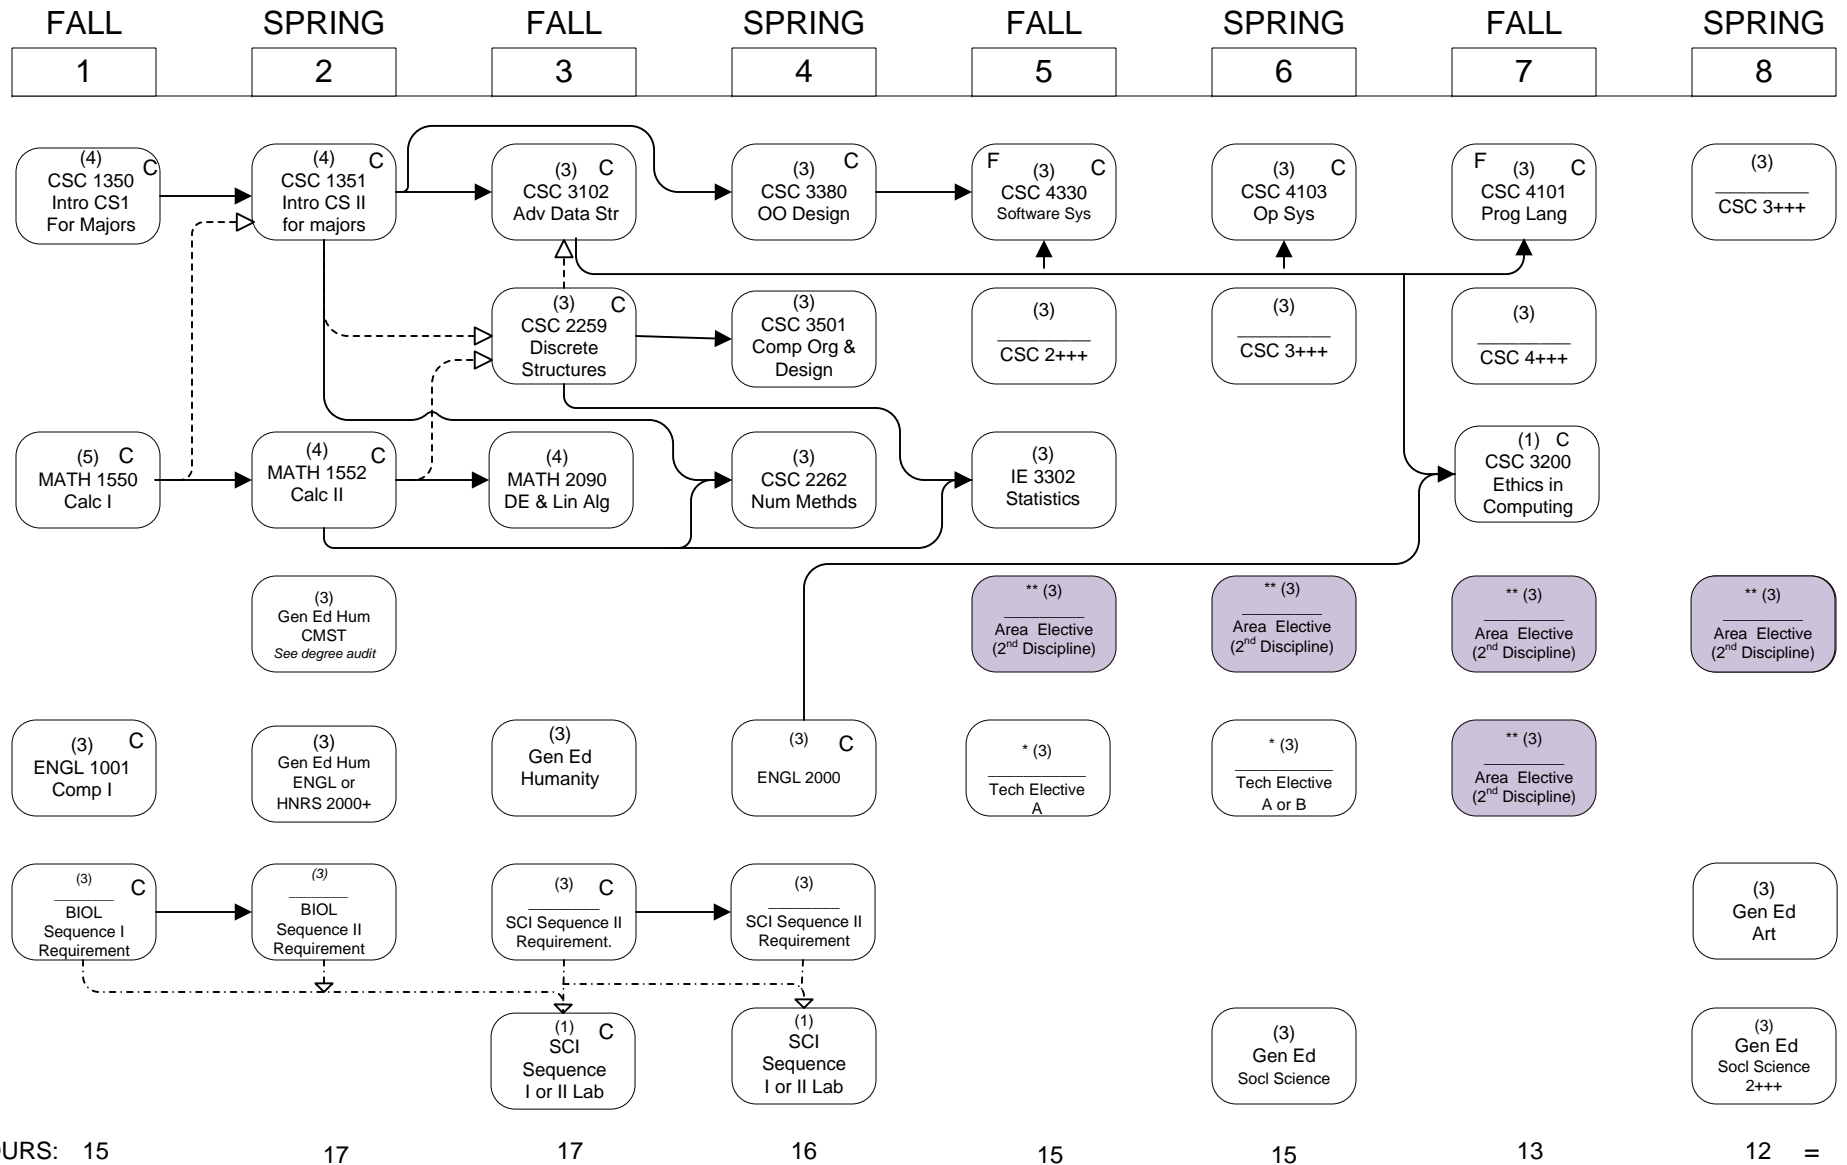 FALL SPRING FALL SPRING FALL SPRING FALL SPRING
1 2 3 4 5 6 7 8
(4) C
CSC 1350
Intro CS1
For Majors
(4) C
CSC 1351
Intro CS II
for majors
(3) C
CSC 3102
Adv Data Str
(3) C
CSC 3380
OO Design
F (3) C
CSC 4330
Software Sys
(3) C
CSC 4103
Op Sys
F (3) C
CSC 4101
Prog Lang
(3)
CSC 3+++
(3) C
CSC 2259
Discrete
Structures
(3)
CSC 3501
Comp Org &
Design
(3)
CSC 2+++
(3)
CSC 3+++
(3)
CSC 4+++
(5) C
MATH 1550
Calc I
(4) C
MATH 1552
Calc II
(4)
MATH 2090
DE & Lin Alg
(3)
CSC 2262
Num Methds
(3)
IE 3302
Statistics
(1) C
CSC 3200
Ethics in
Computing
(3)
Gen Ed Hum
CMST
See degree audit
** (3)
Area Elective
(2nd Discipline)
** (3)
Area Elective
(2nd Discipline)
** (3)
Area Elective
(2nd Discipline)
** (3)
Area Elective
(2nd Discipline)
(3) C
ENGL 1001
Comp I
(3)
Gen Ed Hum
ENGL or
HNRS 2000+
(3)
Gen Ed
Humanity
(3) C
ENGL 2000
* (3)
Tech Elective
A
* (3)
Tech Elective
A or B
** (3)
Area Elective
(2nd Discipline)
(3) C
BIOL
Sequence I
Requirement
(3)
BIOL
Sequence II
Requirement
(3) C
SCI Sequence II
Requirement.
(3)
SCI Sequence II
Requirement
(3)
Gen Ed
Art
(1) C
SCI
Sequence
I or II Lab
(1)
SCI
Sequence
I or II Lab
(3)
Gen Ed
Socl Science
(3)
Gen Ed
Socl Science
2+++
OURS: 15 17 17 16 15 15 13 12 =